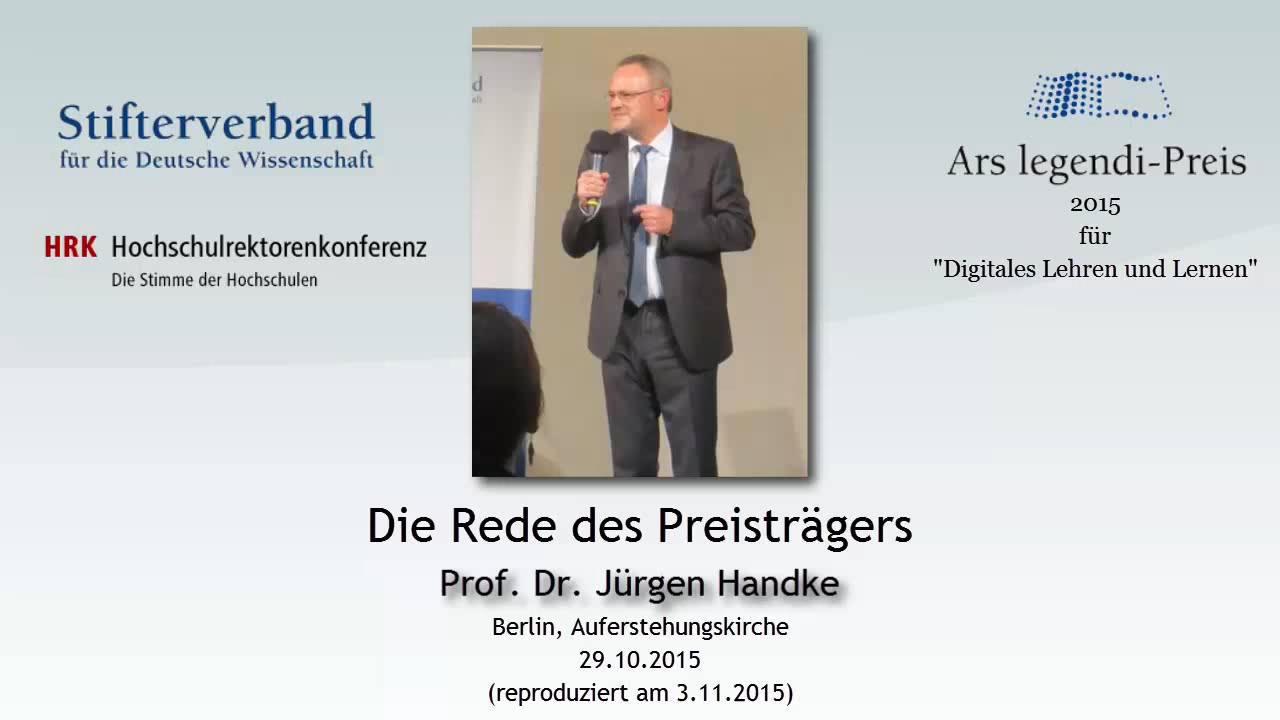 Stifterverband
für die Deutsche Wissenschaft
HRK Hochschulrektorenkonferenz
Die Stimme der Hochschulen
Ars legendi-Preis
2015
für
"Digitales Lehren und Lernen"
Die Rede des Preisträgers
Prof. Dr. Jürgen Handke
Berlin, Auferstehungskirche
29.10.2015
(reproduziert am 3.11.2015)